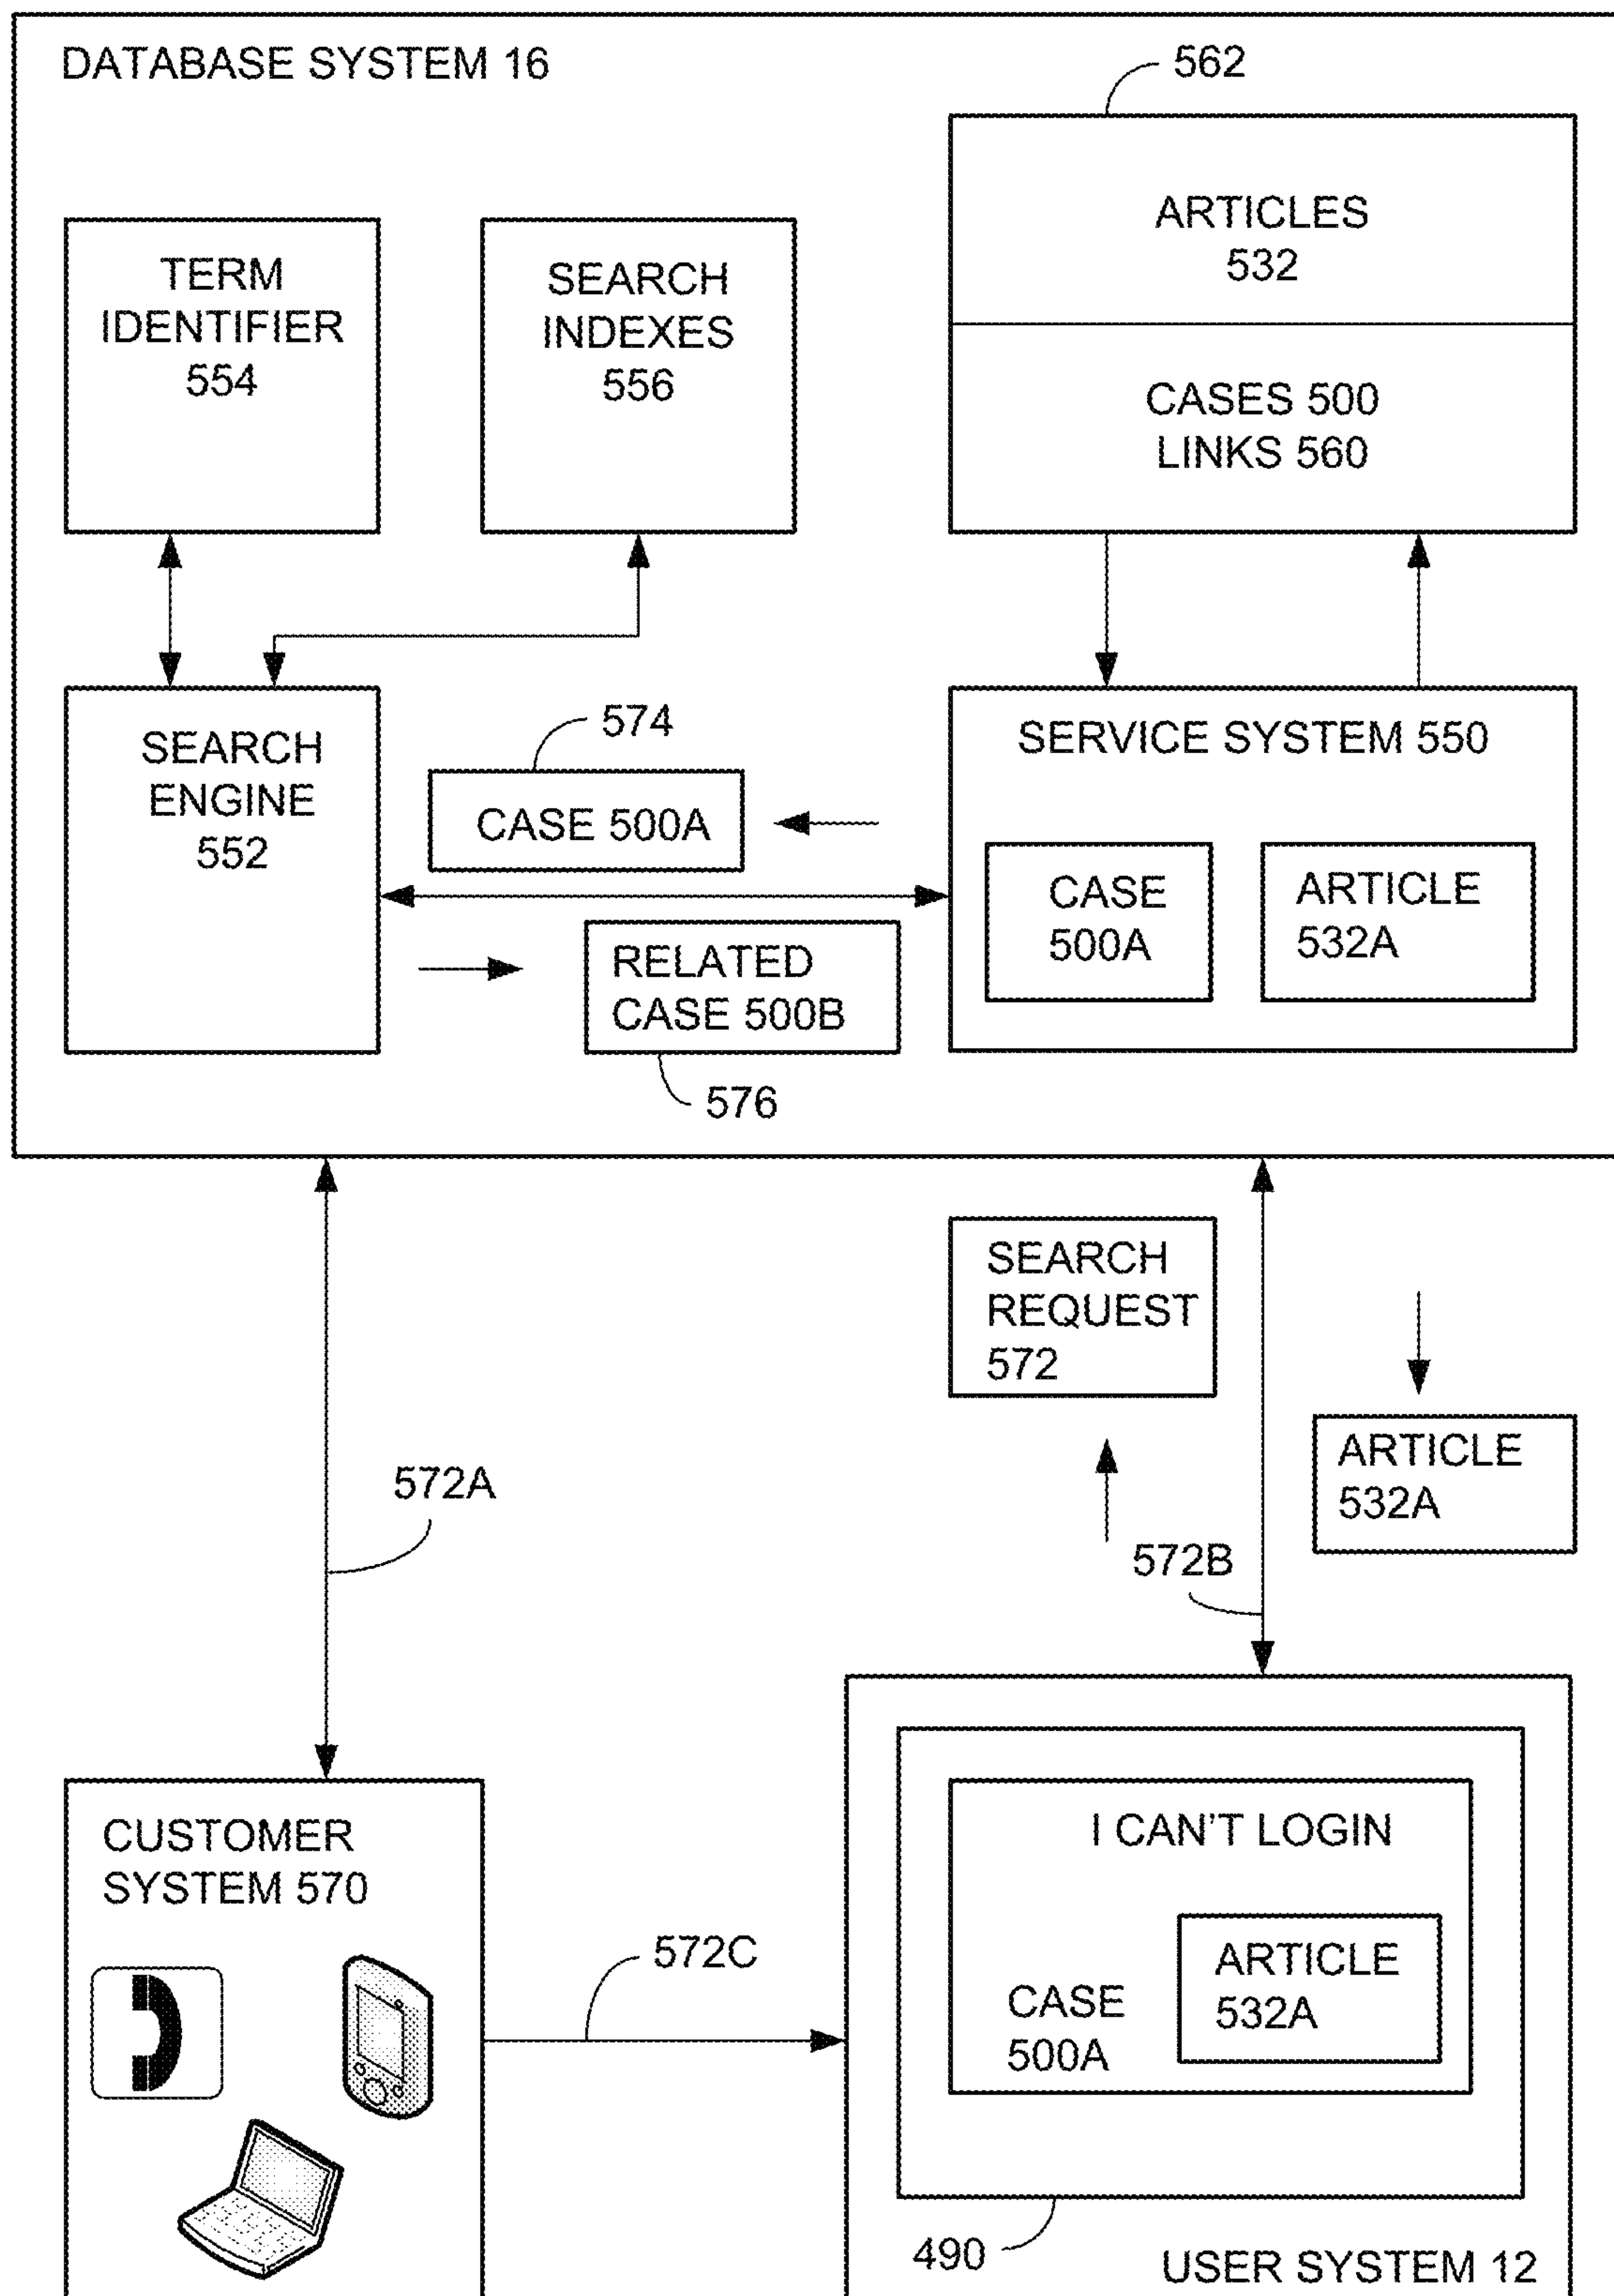 DATABASE SYSTEM 16
562
ARTICLES
532
CASES 500
LINKS 560
TERM
IDENTIFIER
554
SEARCH
INDEXES
556
SEARCH
ENGINE
552
574
CASE 500A
RELATED
CASE 500B
576
SERVICE SYSTEM 550
CASE
500A
ARTICLE
532A
SEARCH
REQUEST
572
ARTICLE
532A
572A
572B
CUSTOMER
SYSTEM 570
572C
I CAN'T LOGIN
ARTICLE
532A
CASE
500A
490
USER SYSTEM 12